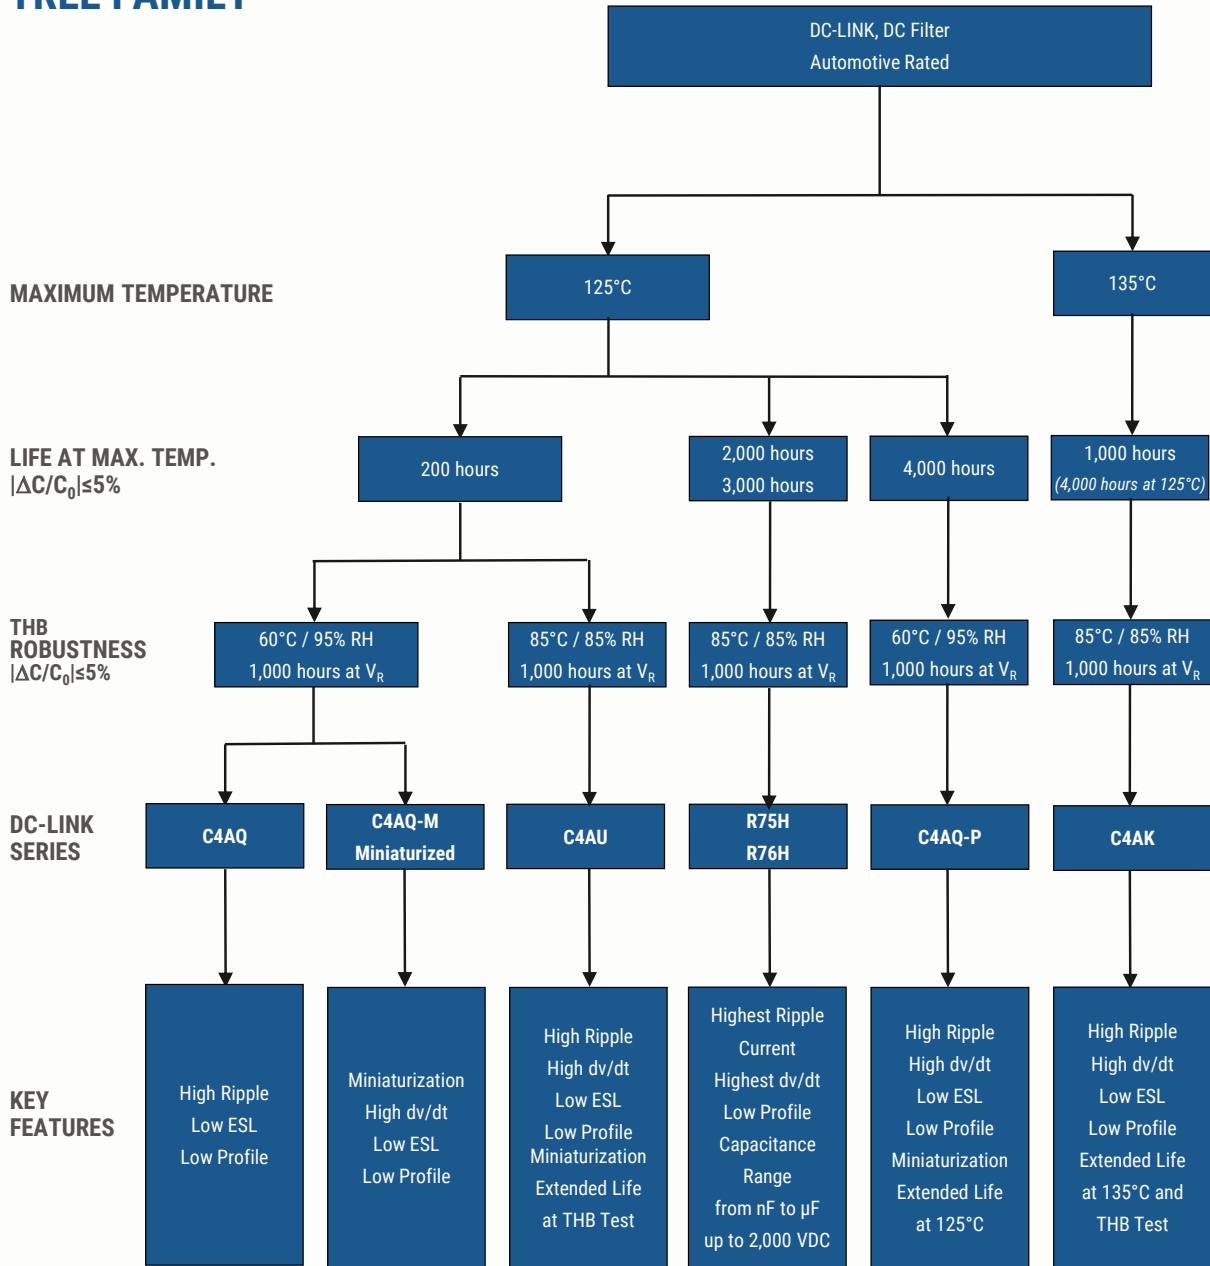 TREE FAMILY
DC-LINK, DC Filter
Automotive Rated
MAXIMUM TEMPERATURE
125°C
135°C
LIFE AT MAX. TEMP.
|ΔC/C₀|≤5%
200 hours
2,000 hours
3,000 hours
4,000 hours
1,000 hours
(4,000 hours at 125°C)
THB
ROBUSTNESS
|ΔC/C₀|≤5%
60°C / 95% RH
1,000 hours at VR
85°C / 85% RH
1,000 hours at VR
85°C / 85% RH
1,000 hours at VR
60°C / 95% RH
1,000 hours at VR
85°C / 85% RH
1,000 hours at VR
DC-LINK
SERIES
C4AQ
C4AQ-M
Miniaturized
C4AU
R75H
R76H
C4AQ-P
C4AK
KEY
FEATURES
High Ripple
Low ESL
Low Profile
Miniaturization
High dv/dt
Low ESL
Low Profile
High Ripple
High dv/dt
Low ESL
Low Profile
Miniaturization
Extended Life
at THB Test
Highest Ripple
Current
Highest dv/dt
Low Profile
Capacitance
Range
from nF to µF
up to 2,000 VDC
High Ripple
High dv/dt
Low ESL
Low Profile
Miniaturization
Extended Life
at 125°C
High Ripple
High dv/dt
Low ESL
Low Profile
Extended Life
at 135°C and
THB Test